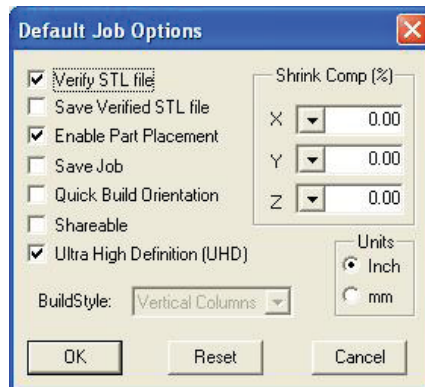 Default Job Options
Verify STL file
Save Verified STL file
Enable Part Placement
Save Job
Quick Build Orientation
Shareable
Ultra High Definition (UHD)
Shrink Comp (%)
X 0.00
Y 0.00
Z 0.00
Units
Inch
mm
BuildStyle: Vertical Columns
OK Reset Cancel